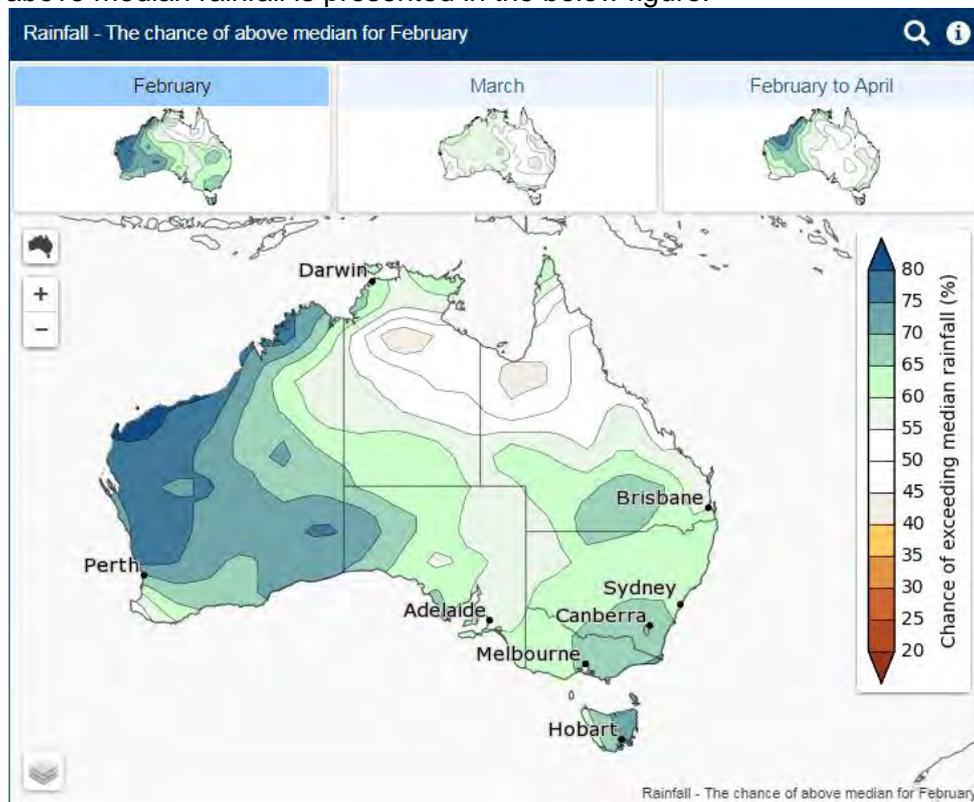 above median rainfall is presented in the below figure.
Rainfall - The chance of above median for February
February
March
February to April
+
−
Darwin
Brisbane
Perth
Sydney
Adelaide
Canberra
Melbourne
Hobart
80
75
70
65
60
55
50
45
40
35
30
25
20
Chance of exceeding median rainfall (%)
Rainfall - The chance of above median for February